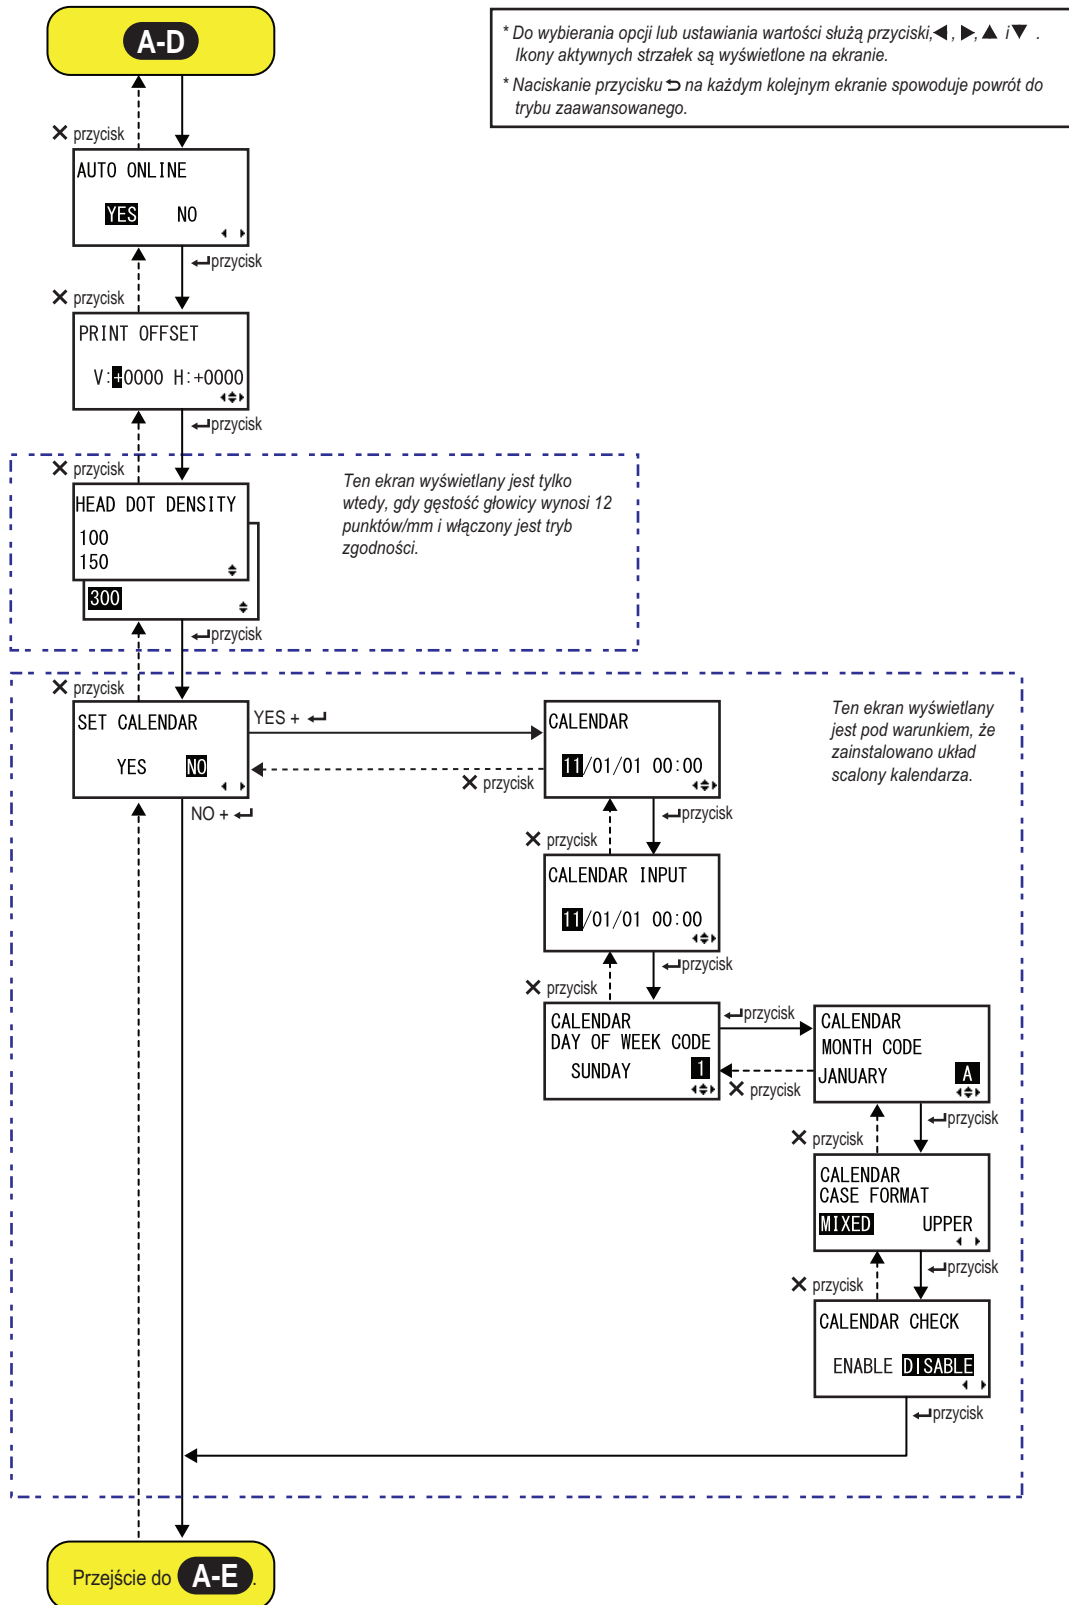 A-D
* Do wybierania opcji lub ustawiania wartości służą przyciski,◀ , ▶, ▲ i▼ .
Ikony aktywnych strzałek są wyświetlone na ekranie.
* Naciskanie przycisku ⮌ na każdym kolejnym ekranie spowoduje powrót do
trybu zaawansowanego.
✕ przycisk
AUTO ONLINE
YES NO
↵przycisk
✕ przycisk
PRINT OFFSET
V:+0000 H:+0000
↵przycisk
✕ przycisk
HEAD DOT DENSITY
100
150
300
Ten ekran wyświetlany jest tylko
wtedy, gdy gęstość głowicy wynosi 12
punktów/mm i włączony jest tryb
zgodności.
↵przycisk
✕ przycisk
SET CALENDAR
YES NO
YES + ↵
NO + ↵
CALENDAR
11/01/01 00:00
✕ przycisk
Ten ekran wyświetlany
jest pod warunkiem, że
zainstalowano układ
scalony kalendarza.
↵przycisk
✕ przycisk
CALENDAR INPUT
11/01/01 00:00
↵przycisk
✕ przycisk
CALENDAR
DAY OF WEEK CODE
SUNDAY 1
↵przycisk
✕ przycisk
CALENDAR
MONTH CODE
JANUARY A
↵przycisk
✕ przycisk
CALENDAR
CASE FORMAT
MIXED UPPER
↵przycisk
✕ przycisk
CALENDAR CHECK
ENABLE DISABLE
↵przycisk
Przejście do A-E.